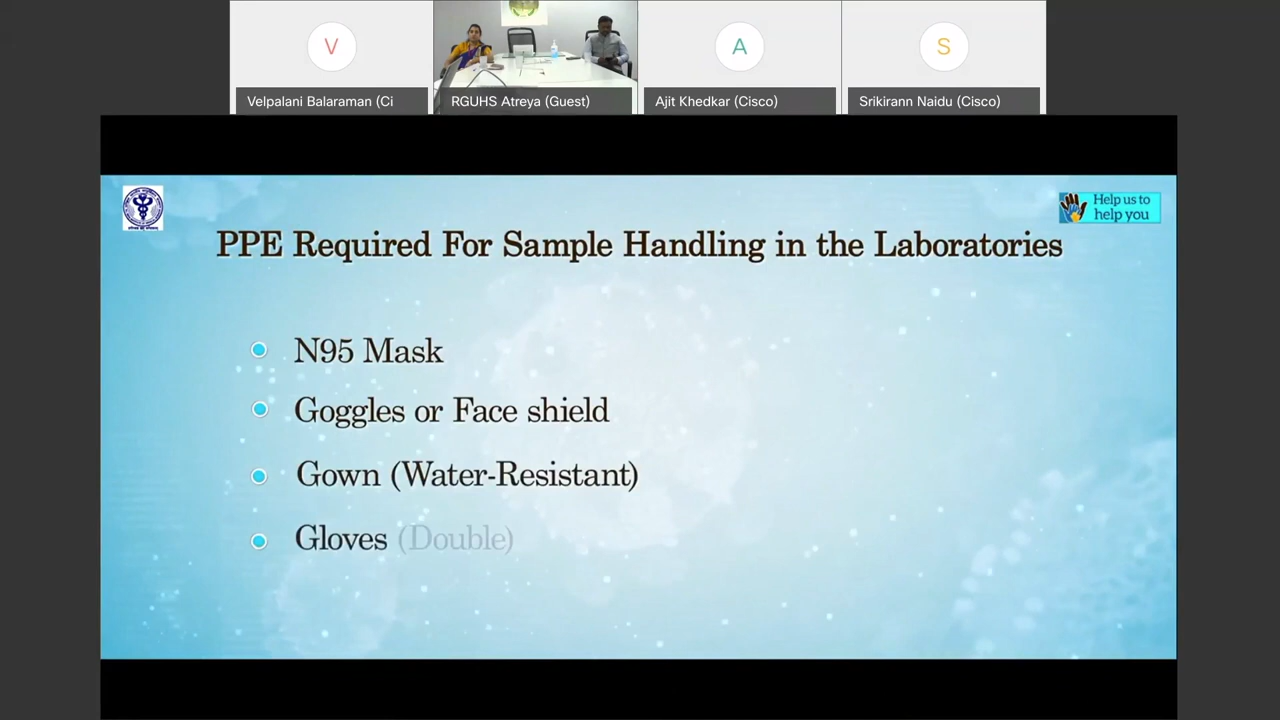 V
A
S
Velpalani Balaraman (Ci
RGUHS Atreya (Guest)
Ajit Khedkar (Cisco)
Srikirann Naidu (Cisco)
Help us to
help you
PPE Required For Sample Handling in the Laboratories
N95 Mask
Goggles or Face shield
Gown (Water-Resistant)
Gloves (Double)